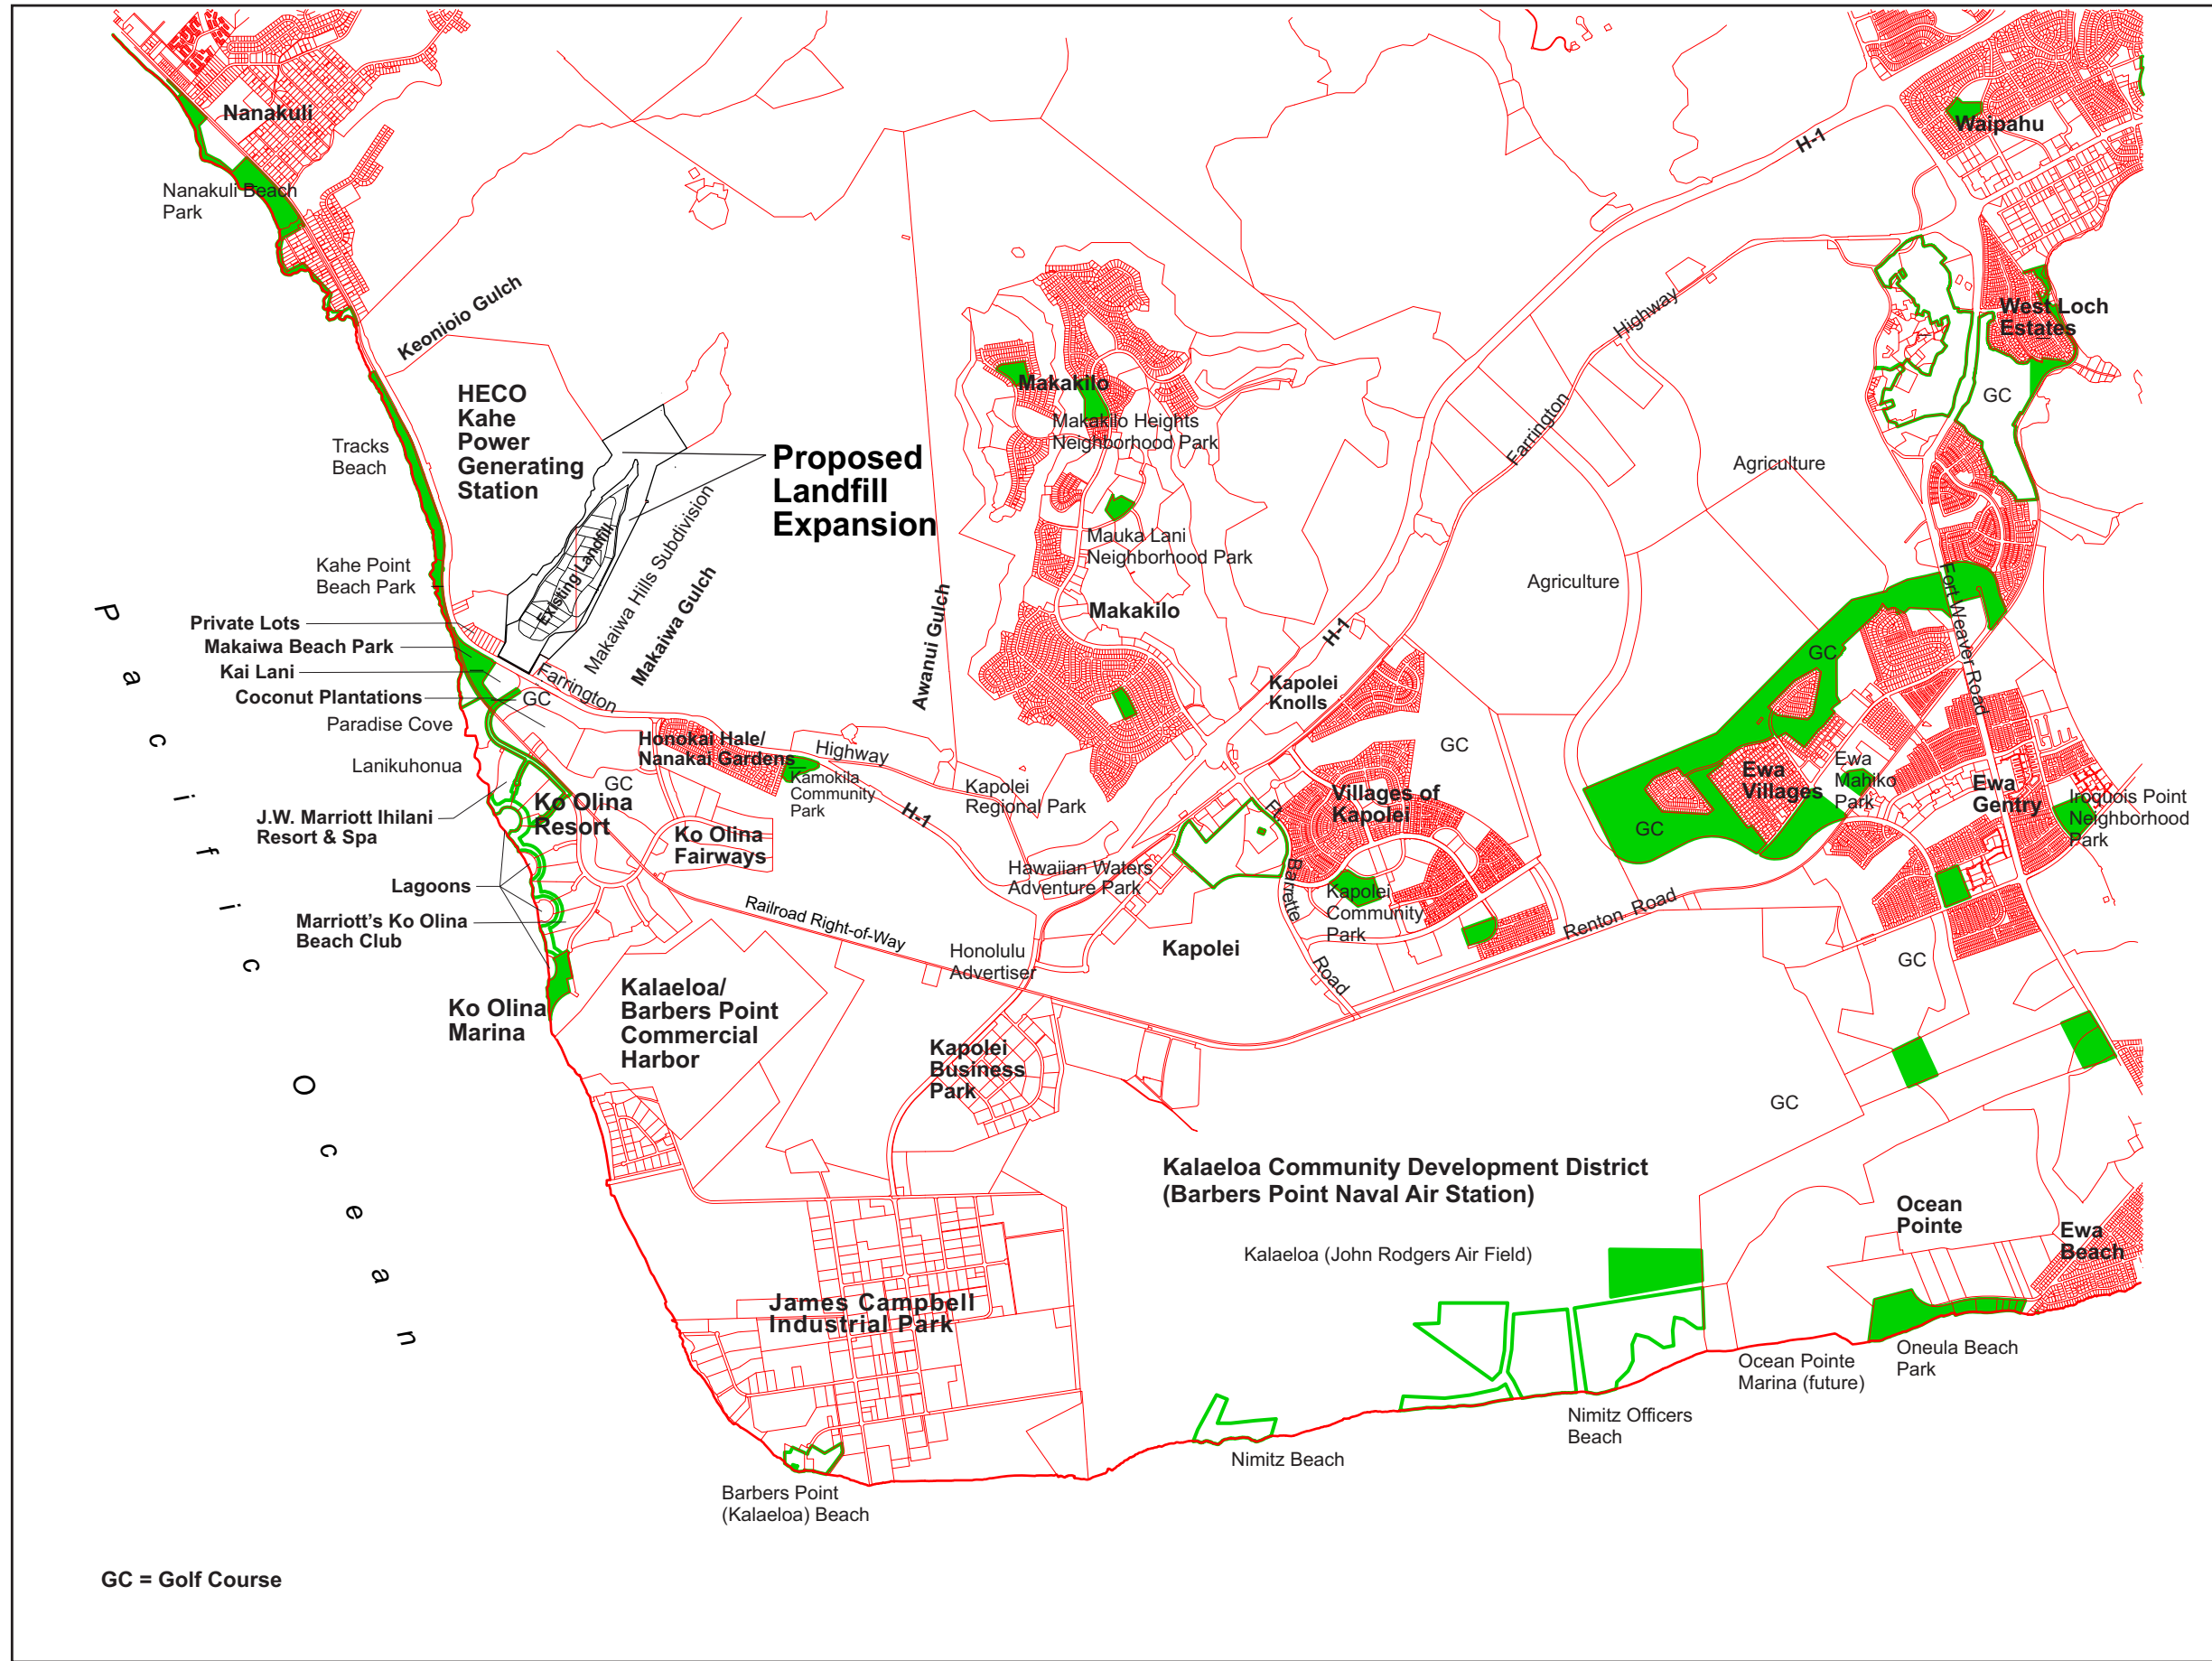 Nanakuli
Nanakuli Beach
Park
Keonioio Gulch
HECO
Kahe
Power
Generating
Station
Tracks
Beach
Kahe Point
Beach Park
Proposed
Landfill
Expansion
Existing Landfill
Makaiwa Hills Subdivision
Makaiwa Gulch
Awanui Gulch
Private Lots
Makaiwa Beach Park
Kai Lani
Coconut Plantations
Paradise Cove
Lanikuhonua
J.W. Marriott Ihilani
Resort & Spa
Lagoons
Marriott's Ko Olina
Beach Club
Ko Olina
Marina
Farrington
GC
GC
Ko Olina
Resort
Ko Olina
Fairways
Honokai Hale/
Nanakai Gardens
Kamokila
Community
Park
Highway
H-1
Kapolei
Regional Park
Hawaiian Waters
Adventure Park
Railroad Right-of-Way
Honolulu
Advertiser
Kalaeloa/
Barbers Point
Commercial
Harbor
Kapolei
Business
Park
Makakilo
Makakilo Heights
Neighborhood Park
Mauka Lani
Neighborhood Park
Makakilo
H-1
Kapolei
Knolls
GC
Villages of
Kapolei
Ft.
Barrette
Road
Kapolei
Community
Park
Kapolei
Renton Road
H-1
Waipahu
Farrington
Highway
Agriculture
Agriculture
West Loch
Estates
GC
Fort Weaver Road
GC
GC
Ewa
Villages
Ewa
Mahiko
Park
Ewa
Gentry
Iroquois Point
Neighborhood
Park
GC
GC
Kalaeloa Community Development District
(Barbers Point Naval Air Station)
Kalaeloa (John Rodgers Air Field)
Ocean
Pointe
Ewa
Beach
James Campbell
Industrial Park
Ocean Pointe
Marina (future)
Oneula Beach
Park
Nimitz Officers
Beach
Nimitz Beach
Barbers Point
(Kalaeloa) Beach
Pacific Ocean
GC = Golf Course